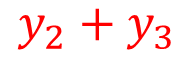 y₂ + y₃